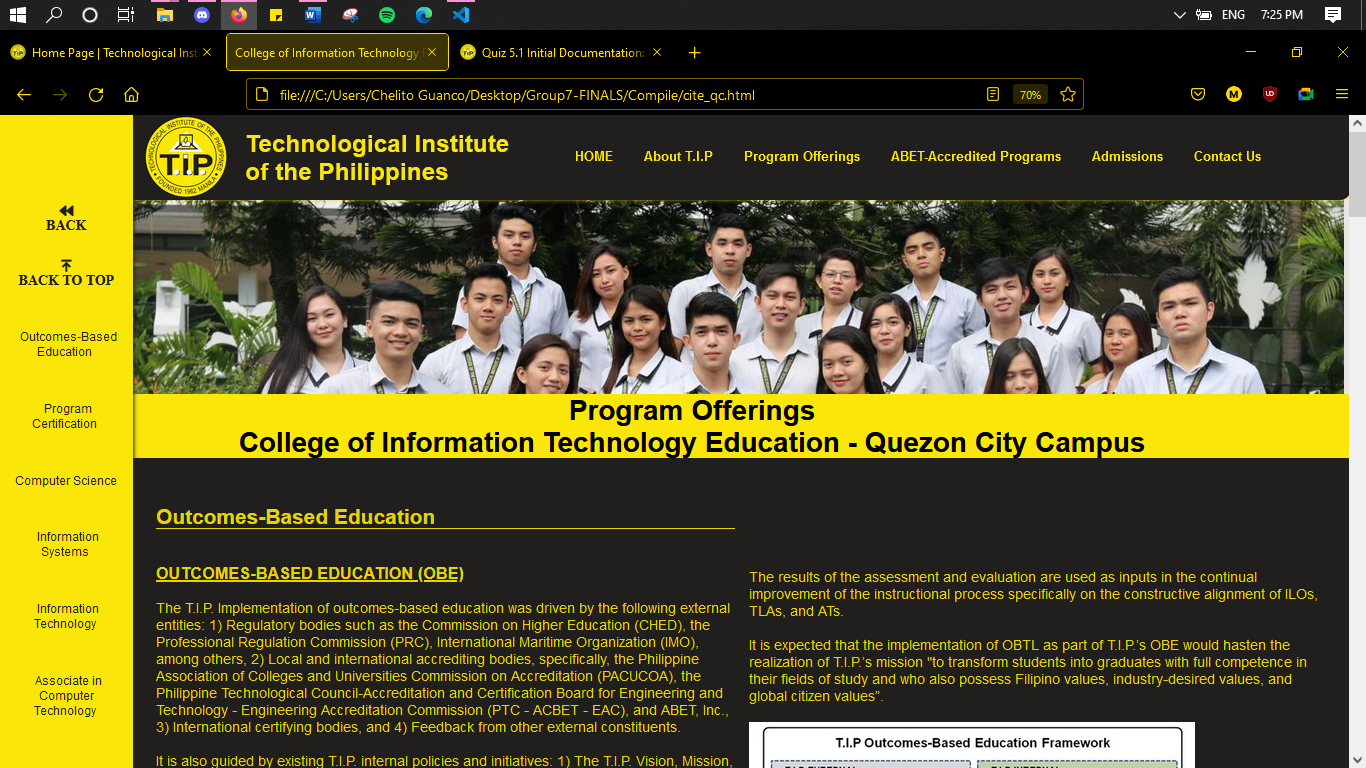 ENG 7:25 PM
Home Page | Technological Inst
College of Information Technology E
Quiz 5.1 Initial Documentation:
file:///C:/Users/Chelito Guanco/Desktop/Group7-FINALS/Compile/cite_qc.html
70%
TECHNOLOGICAL INSTITUTE OF THE PHILIPPINES
T.I.P.
FOUNDED 1962 MANILA
Technological Institute
of the Philippines
HOME About T.I.P Program Offerings ABET-Accredited Programs Admissions Contact Us
BACK
BACK TO TOP
Outcomes-Based
Education
Program
Certification
Computer Science
Information
Systems
Information
Technology
Associate in
Computer
Technology
Program Offerings
College of Information Technology Education - Quezon City Campus
Outcomes-Based Education
OUTCOMES-BASED EDUCATION (OBE)
The T.I.P. Implementation of outcomes-based education was driven by the following external
entities: 1) Regulatory bodies such as the Commission on Higher Education (CHED), the
Professional Regulation Commission (PRC), International Maritime Organization (IMO),
among others, 2) Local and international accrediting bodies, specifically, the Philippine
Association of Colleges and Universities Commission on Accreditation (PACUCOA), the
Philippine Technological Council-Accreditation and Certification Board for Engineering and
Technology - Engineering Accreditation Commission (PTC - ACBET - EAC), and ABET, Inc.,
3) International certifying bodies, and 4) Feedback from other external constituents.
It is also guided by existing T.I.P. internal policies and initiatives: 1) The T.I.P. Vision, Mission,
The results of the assessment and evaluation are used as inputs in the continual
improvement of the instructional process specifically on the constructive alignment of ILOs,
TLAs, and ATs.
It is expected that the implementation of OBTL as part of T.I.P.'s OBE would hasten the
realization of T.I.P.'s mission "to transform students into graduates with full competence in
their fields of study and who also possess Filipino values, industry-desired values, and
global citizen values”.
T.I.P Outcomes-Based Education Framework